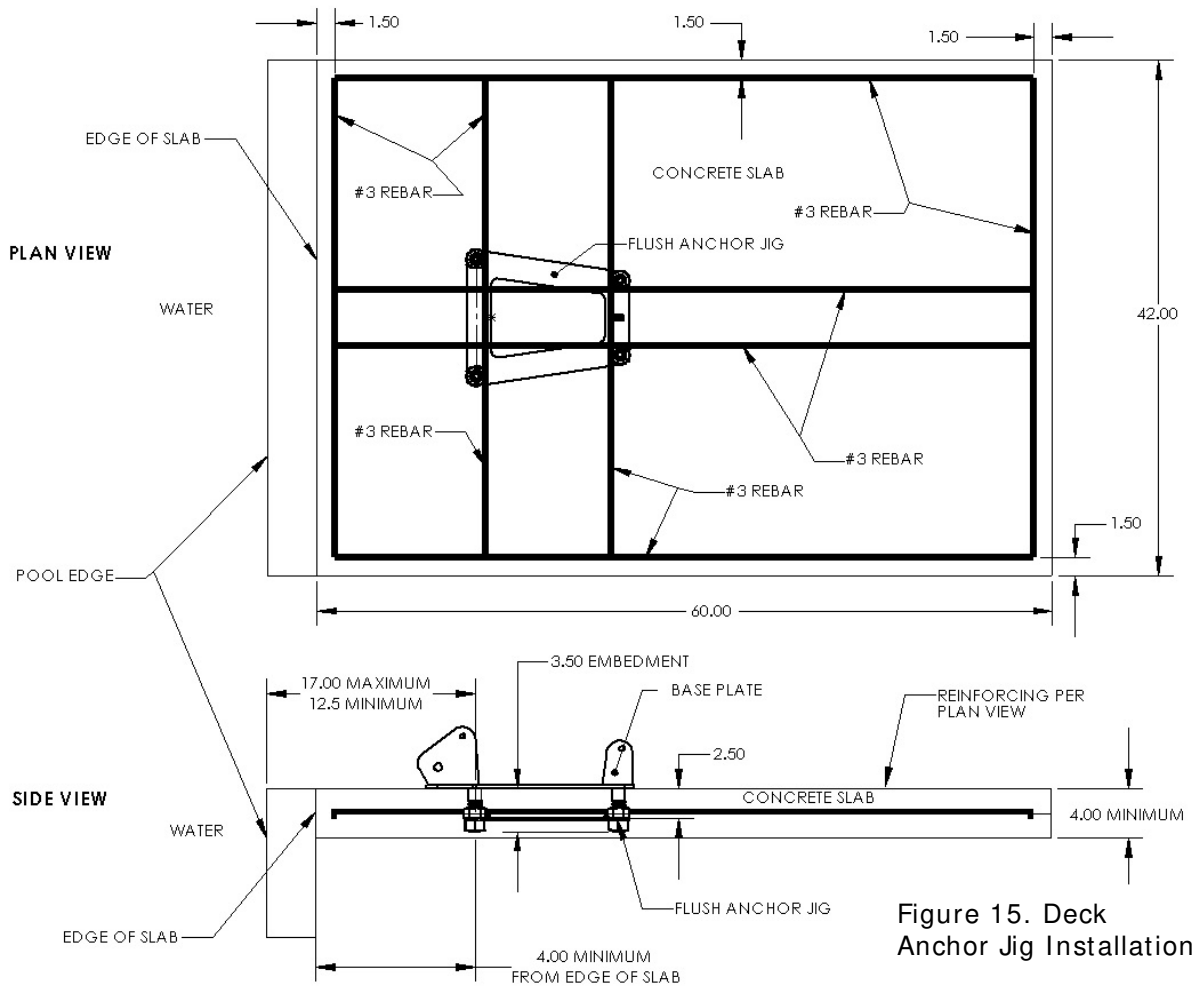 1.50
1.50
1.50
EDGE OF SLAB
CONCRETE SLAB
#3 REBAR
#3 REBAR
FLUSH ANCHOR JIG
PLAN VIEW
WATER
42.00
#3 REBAR
#3 REBAR
#3 REBAR
1.50
POOL EDGE
60.00
3.50 EMBEDMENT
17.00 MAXIMUM
12.5 MINIMUM
BASE PLATE
REINFORCING PER
PLAN VIEW
2.50
SIDE VIEW
CONCRETE SLAB
4.00 MINIMUM
WATER
FLUSH ANCHOR JIG
EDGE OF SLAB
4.00 MINIMUM
FROM EDGE OF SLAB
Figure 15. Deck
Anchor Jig Installation